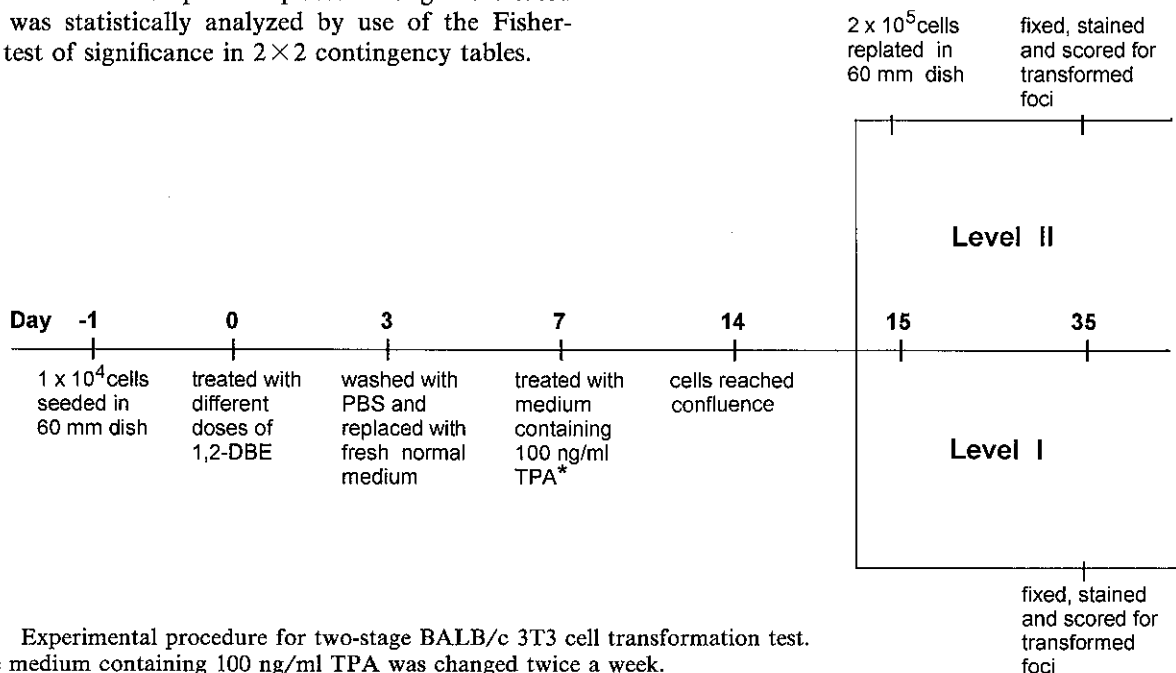 was statistically analyzed by use of the Fisher-
test of significance in 2×2 contingency tables.
2 x 10⁵ cells
replated in
60 mm dish
fixed, stained
and scored for
transformed
foci
Level II
Day -1 0 3 7 14 15 35
1 x 10⁴ cells
seeded in
60 mm dish
treated with
different
doses of
1,2-DBE
washed with
PBS and
replaced with
fresh normal
medium
treated with
medium
containing
100 ng/ml
TPA*
cells reached
confluence
Level I
fixed, stained
and scored for
transformed
foci
Experimental procedure for two-stage BALB/c 3T3 cell transformation test.
medium containing 100 ng/ml TPA was changed twice a week.